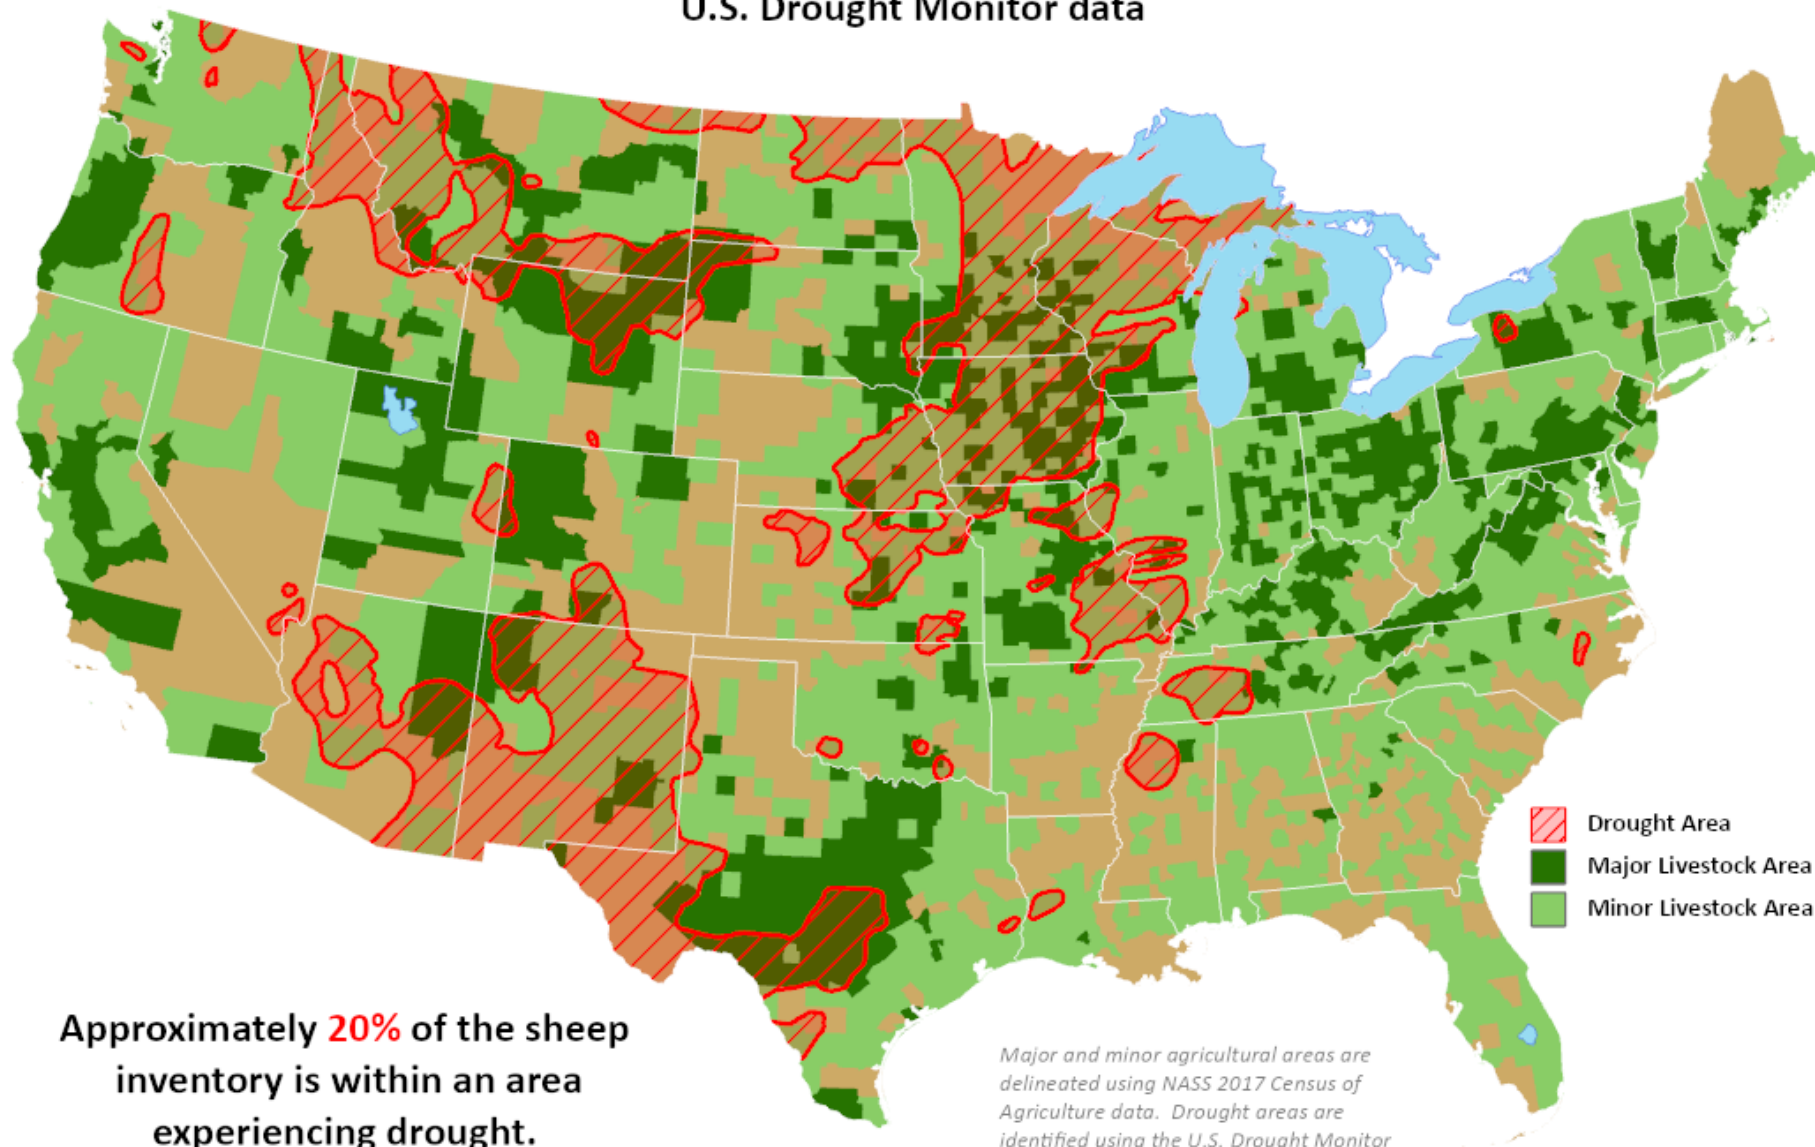 U.S. Drought Monitor data
Drought Area
Major Livestock Area
Minor Livestock Area
Approximately 20% of the sheep
inventory is within an area
experiencing drought.
Major and minor agricultural areas are
delineated using NASS 2017 Census of
Agriculture data. Drought areas are
identified using the U.S. Drought Monitor